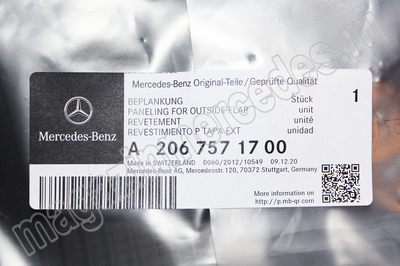 Mercedes-Benz Original-Teile / Geprüfte Qualität
BEPLANKUNG Stück
PANELING FOR OUTSIDE FLAP unit
REVETEMENT unité
REVESTIMIENTO P TAPA EXT unidad
1
Mercedes-Benz
A 206 757 17 00
Made in SWITZERLAND 0060/2012/10549 09.12.20
Mercedes-Benz AG, Mercedesstr. 120, 70372 Stuttgart, Germany
More information on
http://p.mb-qr.com
magazinmercedes.ru